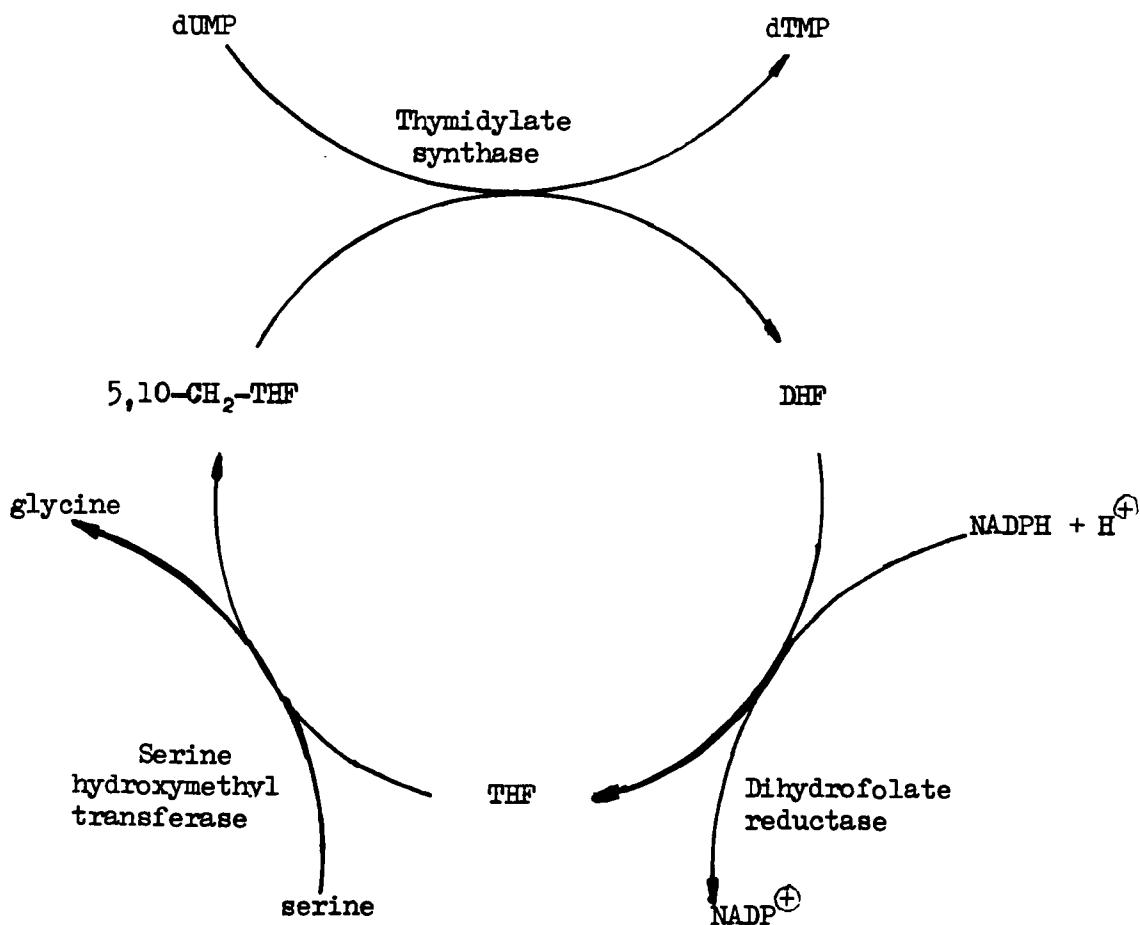 dUMP
dTMP
Thymidylate
synthase
5,10-CH₂-THF
DHF
glycine
NADPH + H⊕
Serine
hydroxymethyl
transferase
THF
Dihydrofolate
reductase
serine
NADP⊕